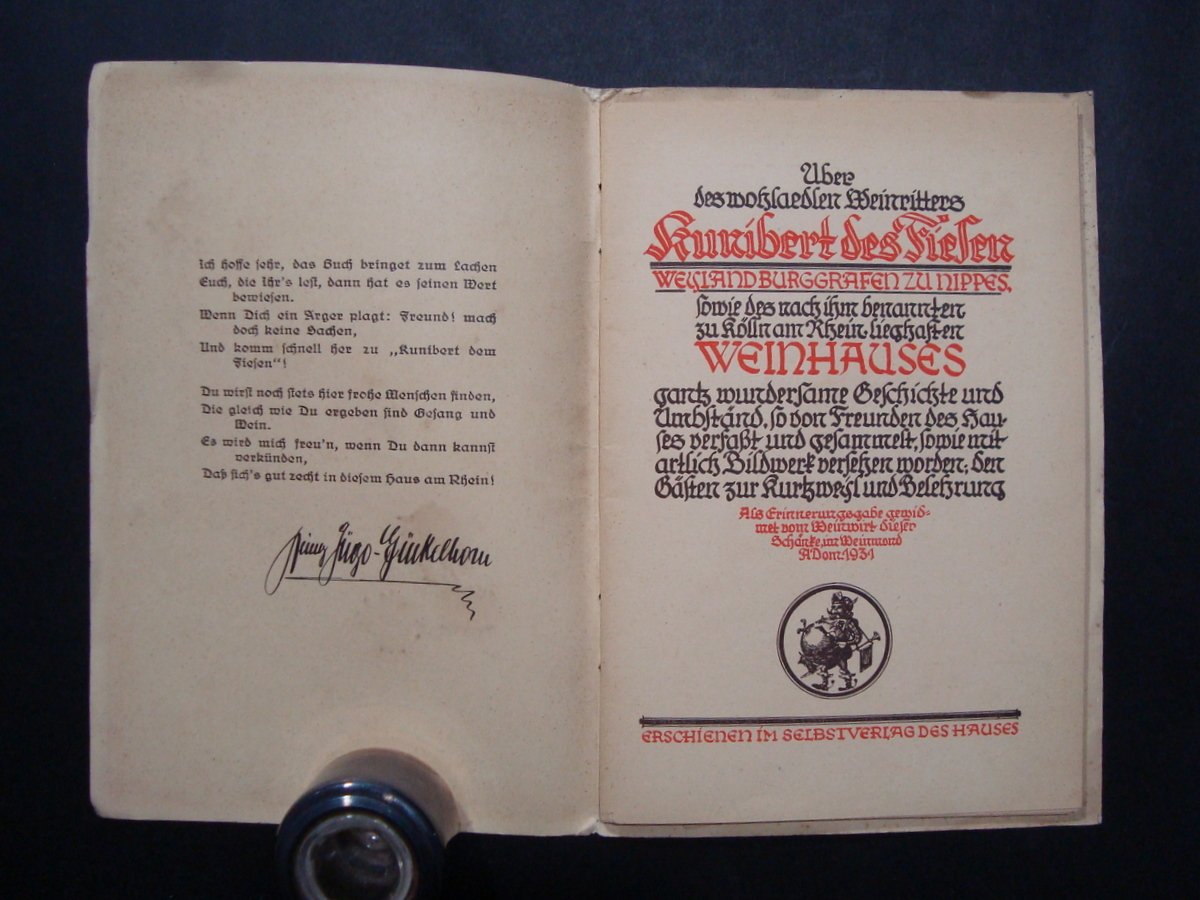 Ich hoffe sehr, das Buch bringet zum Lachen
Euch, die Ihr's lest, dann hat es seinen Wert
bewiesen.
Wenn Dich ein Ärger plagt: Freund! mach
doch keine Sachen,
Und komm schnell her zu „Kunibert dem
Fiesen“!
Du wirst noch stets hier frohe Menschen finden,
Die gleich wie Du ergeben sind Gesang und
Wein.
Es wird mich freu'n, wenn Du dann kannst
verkünden,
Daß sich's gut zecht in diesem Haus am Rhein!
Über
des wohlaedlen Weinritters
Kunibert des Fiesen
WEYLAND BURGGRAFEN ZU NIPPES,
sowie des nach ihm benannten
zu Kölln am Rhein lieghaften
WEINHAUSES
gantz wundersame Geschichte und
Umbständ, so von Freunden des Hau-
ses verfaßt und gesammelt, sowie mit
artlich Bildwerk versehen worden, den
Gästen zur Kurtzweyl und Belehrung
Als Erinnerungsgabe gewid-
met vom Weinwirt dieser
Schänke, im Weinmond
A Dom. 1931
ERSCHIENEN IM SELBSTVERLAG DES HAUSES